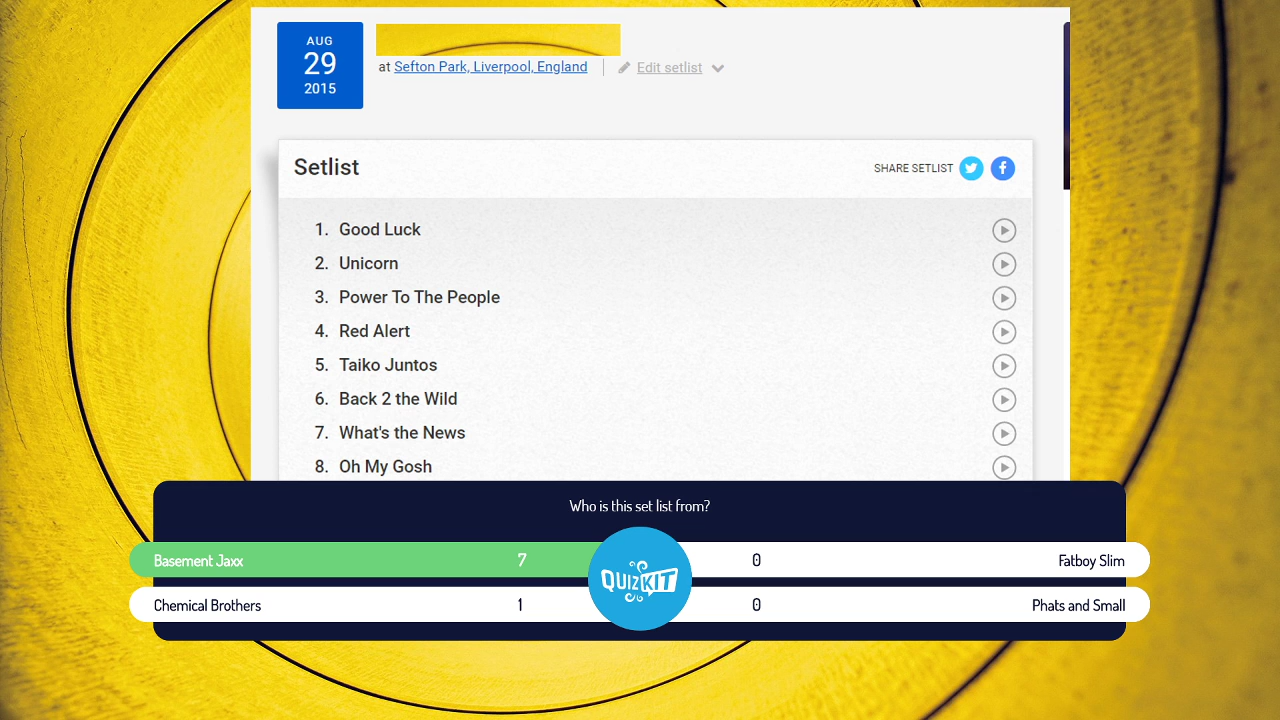 AUG
29
2015
at Sefton Park, Liverpool, England
Edit setlist
Setlist
SHARE SETLIST
1. Good Luck
2. Unicorn
3. Power To The People
4. Red Alert
5. Taiko Juntos
6. Back 2 the Wild
7. What's the News
8. Oh My Gosh
Who is this set list from?
Basement Jaxx 7
0 Fatboy Slim
QUIZKIT
Chemical Brothers 1
0 Phats and Small